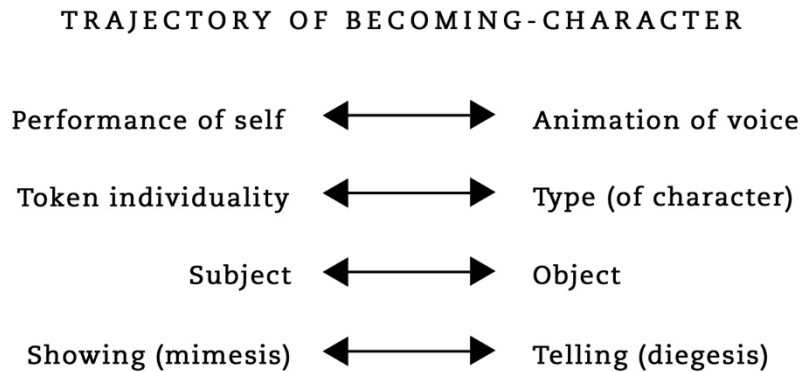 TRAJECTORY OF BECOMING-CHARACTER
Performance of self Animation of voice
Token individuality Type (of character)
Subject Object
Showing (mimesis) Telling (diegesis)